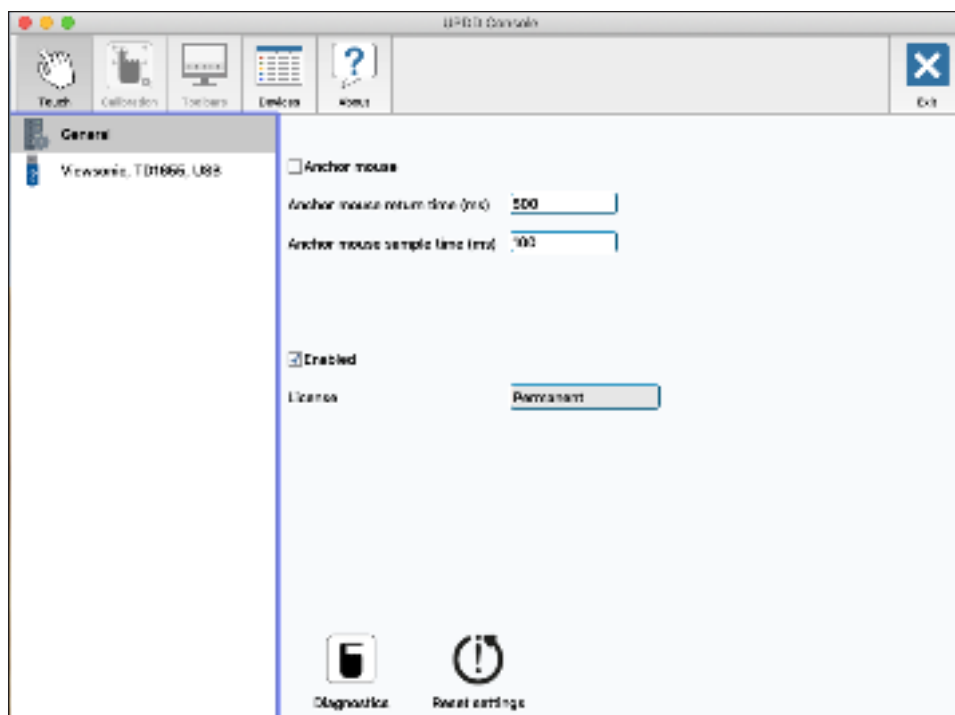 UPDD Console
Touch
Calibration
Toolbars
Devices
About
Exit
General
Viewsonic, TD1655, USB
Anchor mouse
Anchor mouse return time (ms) 500
Anchor mouse sample time (ms) 100
Enabled
License Permanent
Diagnostics
Reset settings